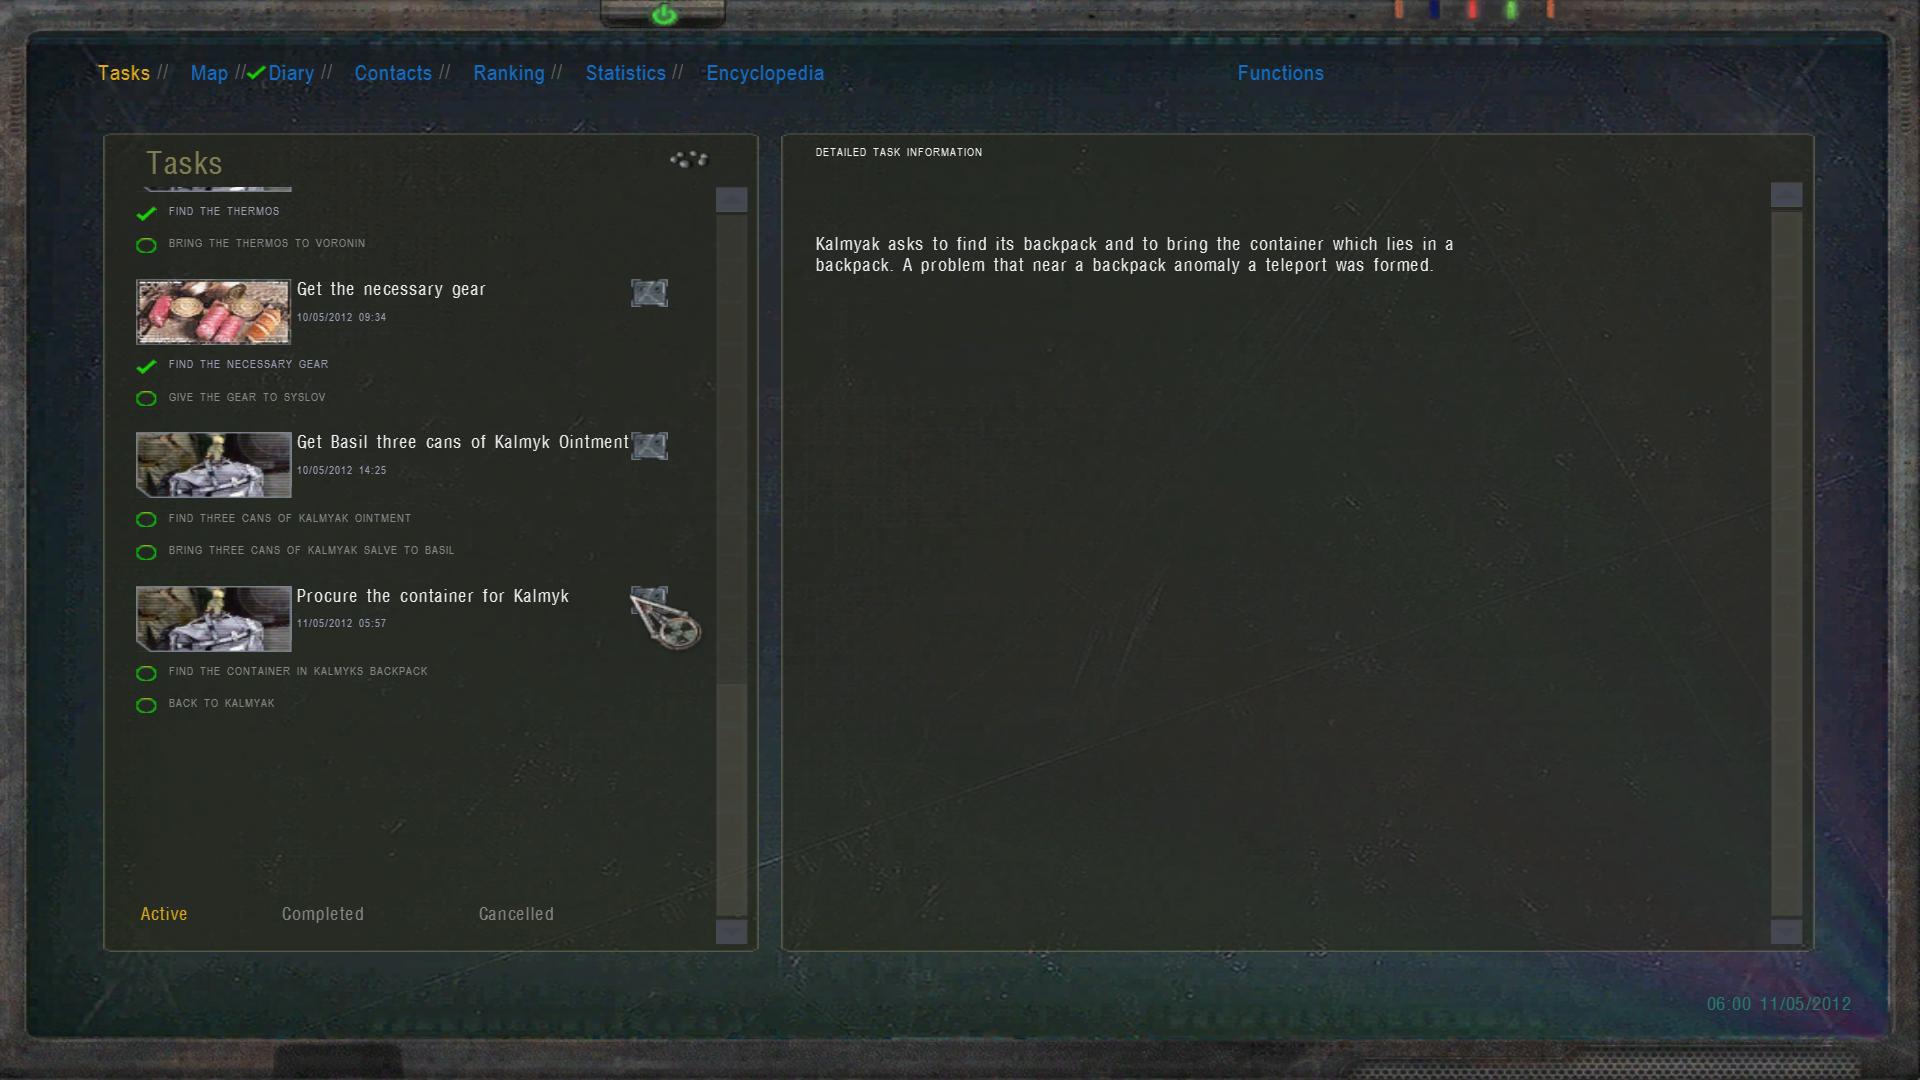 Tasks // Map // Diary // Contacts // Ranking // Statistics // Encyclopedia
Functions
Tasks
FIND THE THERMOS
BRING THE THERMOS TO VORONIN
Get the necessary gear
10/05/2012 09:34
FIND THE NECESSARY GEAR
GIVE THE GEAR TO SYSLOV
Get Basil three cans of Kalmyk Ointment
10/05/2012 14:25
FIND THREE CANS OF KALMYAK OINTMENT
BRING THREE CANS OF KALMYAK SALVE TO BASIL
Procure the container for Kalmyk
11/05/2012 05:57
FIND THE CONTAINER IN KALMYKS BACKPACK
BACK TO KALMYAK
Active Completed Cancelled
DETAILED TASK INFORMATION
Kalmyak asks to find its backpack and to bring the container which lies in a
backpack. A problem that near a backpack anomaly a teleport was formed.
06:00 11/05/2012